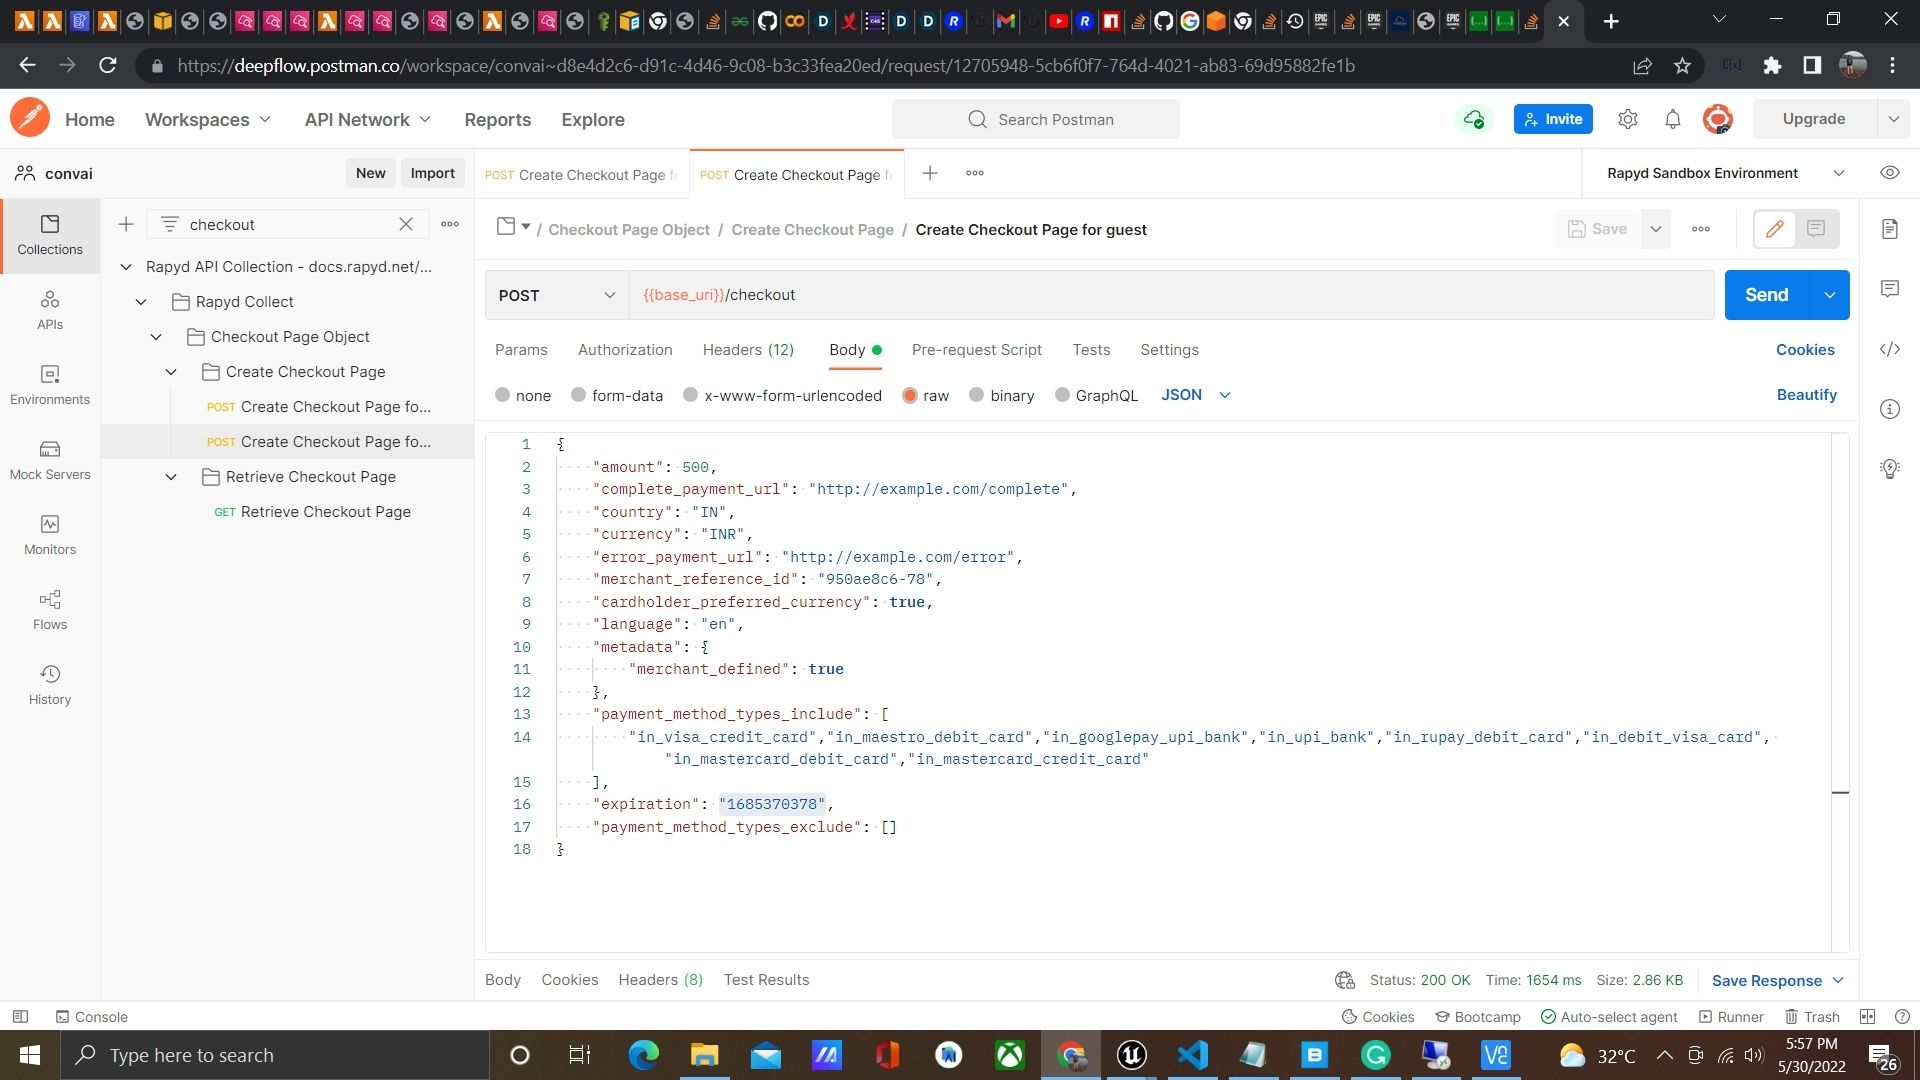 https://deepflow.postman.co/workspace/convai~d8e4d2c6-d91c-4d46-9c08-b3c33fea20ed/request/12705948-5cb6f0f7-764d-4021-ab83-69d95882fe1b
Home Workspaces API Network Reports Explore Search Postman Invite Upgrade
convai New Import
POST Create Checkout Page f
POST Create Checkout Page f
Rapyd Sandbox Environment
Collections
APIs
Environments
Mock Servers
Monitors
Flows
History
checkout
Rapyd API Collection - docs.rapyd.net/...
Rapyd Collect
Checkout Page Object
Create Checkout Page
POST Create Checkout Page fo...
POST Create Checkout Page fo...
Retrieve Checkout Page
GET Retrieve Checkout Page
/ Checkout Page Object / Create Checkout Page / Create Checkout Page for guest
Save
POST {{base_uri}}/checkout Send
Params Authorization Headers (12) Body Pre-request Script Tests Settings Cookies
none form-data x-www-form-urlencoded raw binary GraphQL JSON Beautify
1 {
2 "amount": 500,
3 "complete_payment_url": "http://example.com/complete",
4 "country": "IN",
5 "currency": "INR",
6 "error_payment_url": "http://example.com/error",
7 "merchant_reference_id": "950ae8c6-78",
8 "cardholder_preferred_currency": true,
9 "language": "en",
10 "metadata": {
11 "merchant_defined": true
12 },
13 "payment_method_types_include": [
14 "in_visa_credit_card","in_maestro_debit_card","in_googlepay_upi_bank","in_upi_bank","in_rupay_debit_card","in_debit_visa_card",
"in_mastercard_debit_card","in_mastercard_credit_card"
15 ],
16 "expiration": "1685370378",
17 "payment_method_types_exclude": []
18 }
Body Cookies Headers (8) Test Results Status: 200 OK Time: 1654 ms Size: 2.86 KB Save Response
Console Cookies Bootcamp Auto-select agent Runner Trash
Type here to search
32°C
5:57 PM
5/30/2022
26